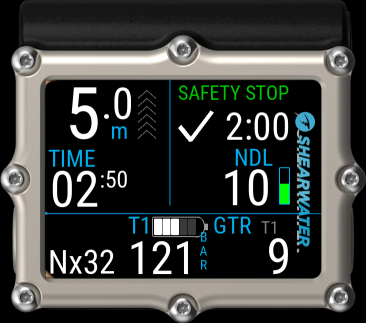 5.0 m
SAFETY STOP
2:00
TIME
02:50
NDL
10
T1
GTR T1
Nx32
121 BAR
9
SHEARWATER